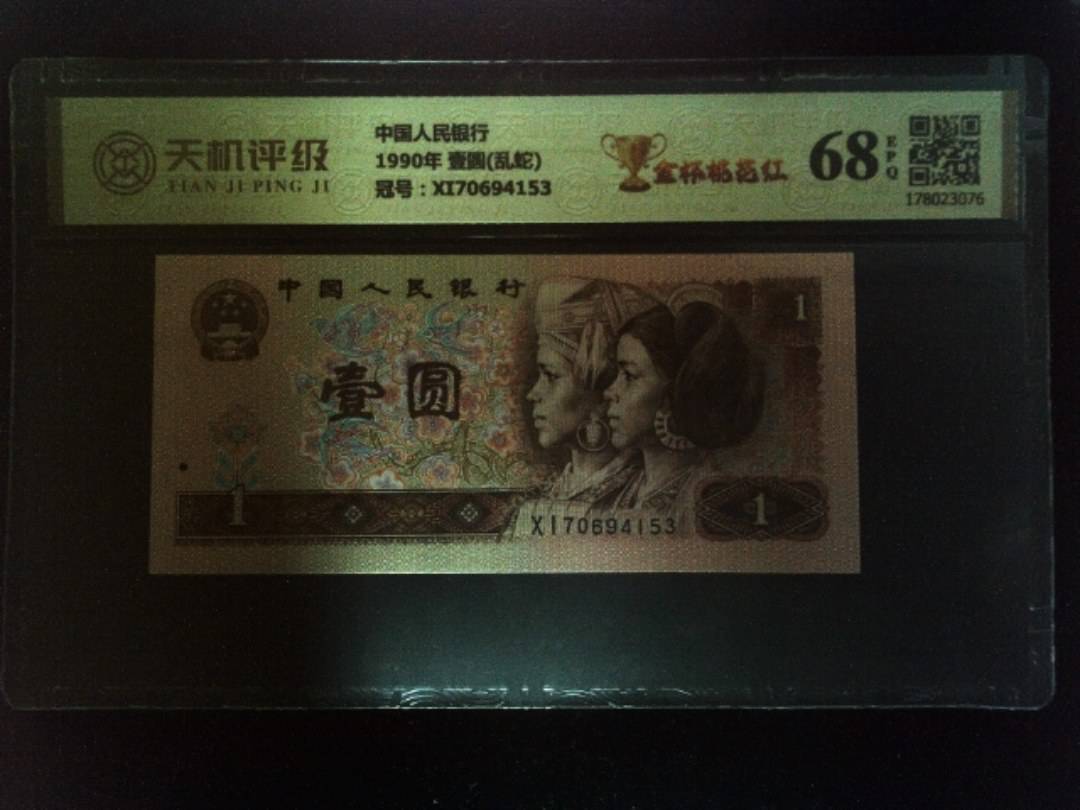 天机评级
TIAN JI PING JI
中国人民银行
1990年 壹圆(乱蛇)
冠号：XI70694153
金杯桃花红
68
EPQ
178023076
中国人民银行
1
壹圆
1
XI70694153
1